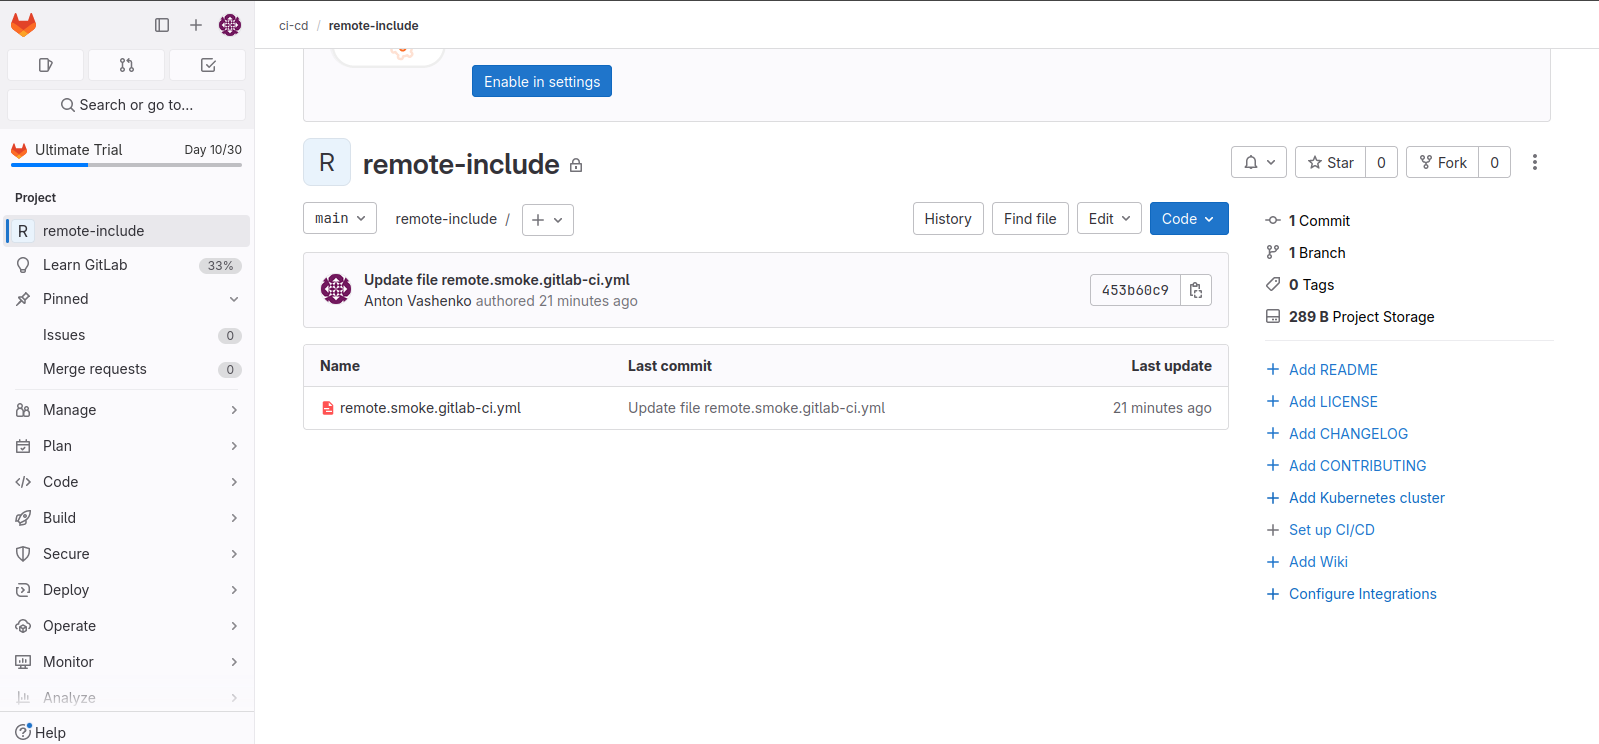 ci-cd / remote-include
Search or go to...
Ultimate Trial Day 10/30
Project
R remote-include
Learn GitLab 33%
Pinned
Issues 0
Merge requests 0
Manage
Plan
Code
Build
Secure
Deploy
Operate
Monitor
Analyze
Help
Enable in settings
R remote-include
Star 0 Fork 0
main remote-include / History Find file Edit Code
Update file remote.smoke.gitlab-ci.yml
Anton Vashenko authored 21 minutes ago
453b60c9
Name Last commit Last update
remote.smoke.gitlab-ci.yml Update file remote.smoke.gitlab-ci.yml 21 minutes ago
1 Commit
1 Branch
0 Tags
289 B Project Storage
Add README
Add LICENSE
Add CHANGELOG
Add CONTRIBUTING
Add Kubernetes cluster
Set up CI/CD
Add Wiki
Configure Integrations